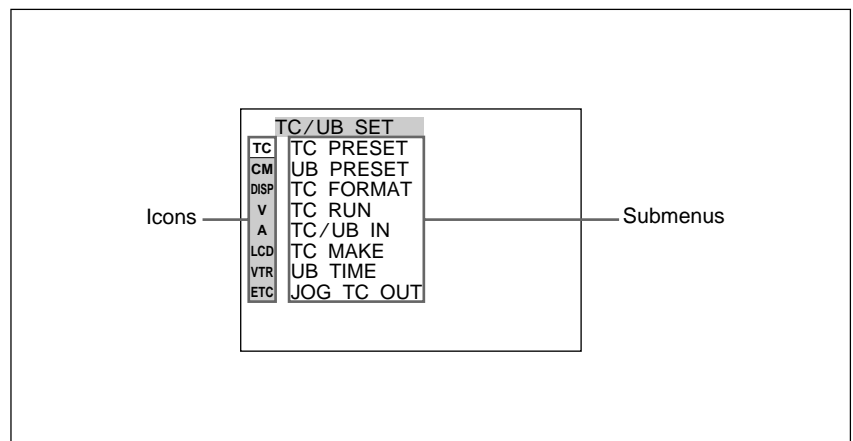 TC/UB SET
TC TC PRESET
CM UB PRESET
DISP TC FORMAT
V TC RUN
Icons A TC/UB IN Submenus
LCD TC MAKE
VTR UB TIME
ETC JOG TC OUT